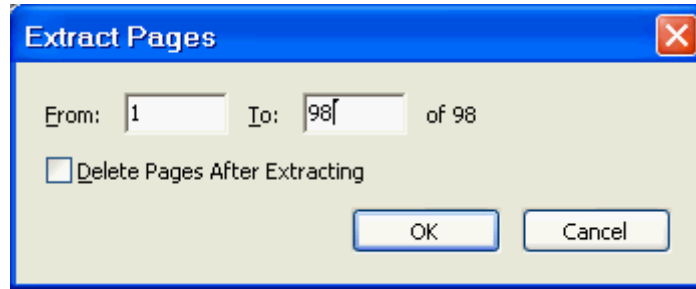 Extract Pages
From: 1 To: 98 of 98
Delete Pages After Extracting
OK Cancel